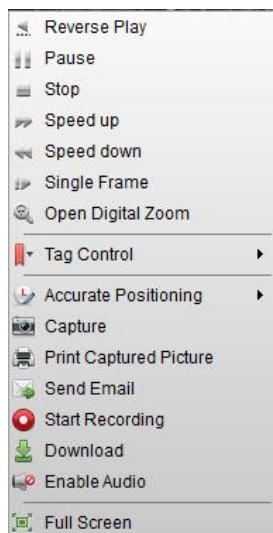 Reverse Play
Pause
Stop
Speed up
Speed down
Single Frame
Open Digital Zoom
Tag Control
Accurate Positioning
Capture
Print Captured Picture
Send Email
Start Recording
Download
Enable Audio
Full Screen